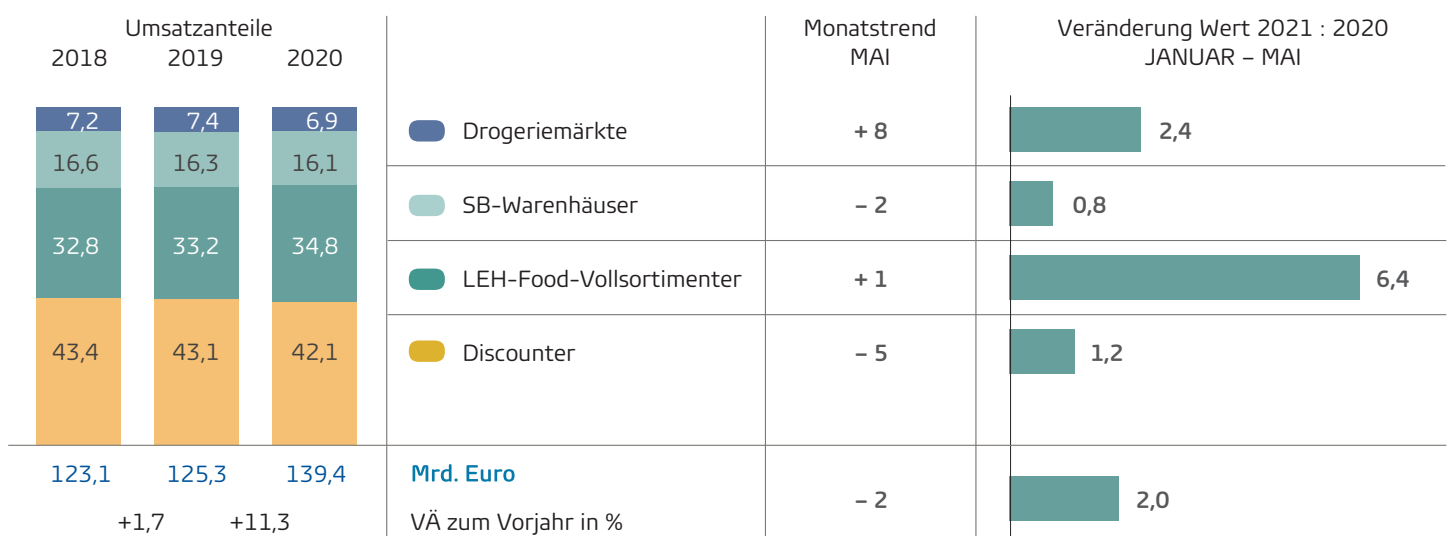 Umsatzanteile
2018 2019 2020
Monatstrend
MAI
Veränderung Wert 2021 : 2020
JANUAR – MAI
7,2 7,4 6,9 Drogeriemärkte + 8 2,4
16,6 16,3 16,1 SB-Warenhäuser – 2 0,8
32,8 33,2 34,8 LEH-Food-Vollsortimenter + 1 6,4
43,4 43,1 42,1 Discounter – 5 1,2
123,1 125,3 139,4 Mrd. Euro
– 2 2,0
+1,7 +11,3 VÄ zum Vorjahr in %